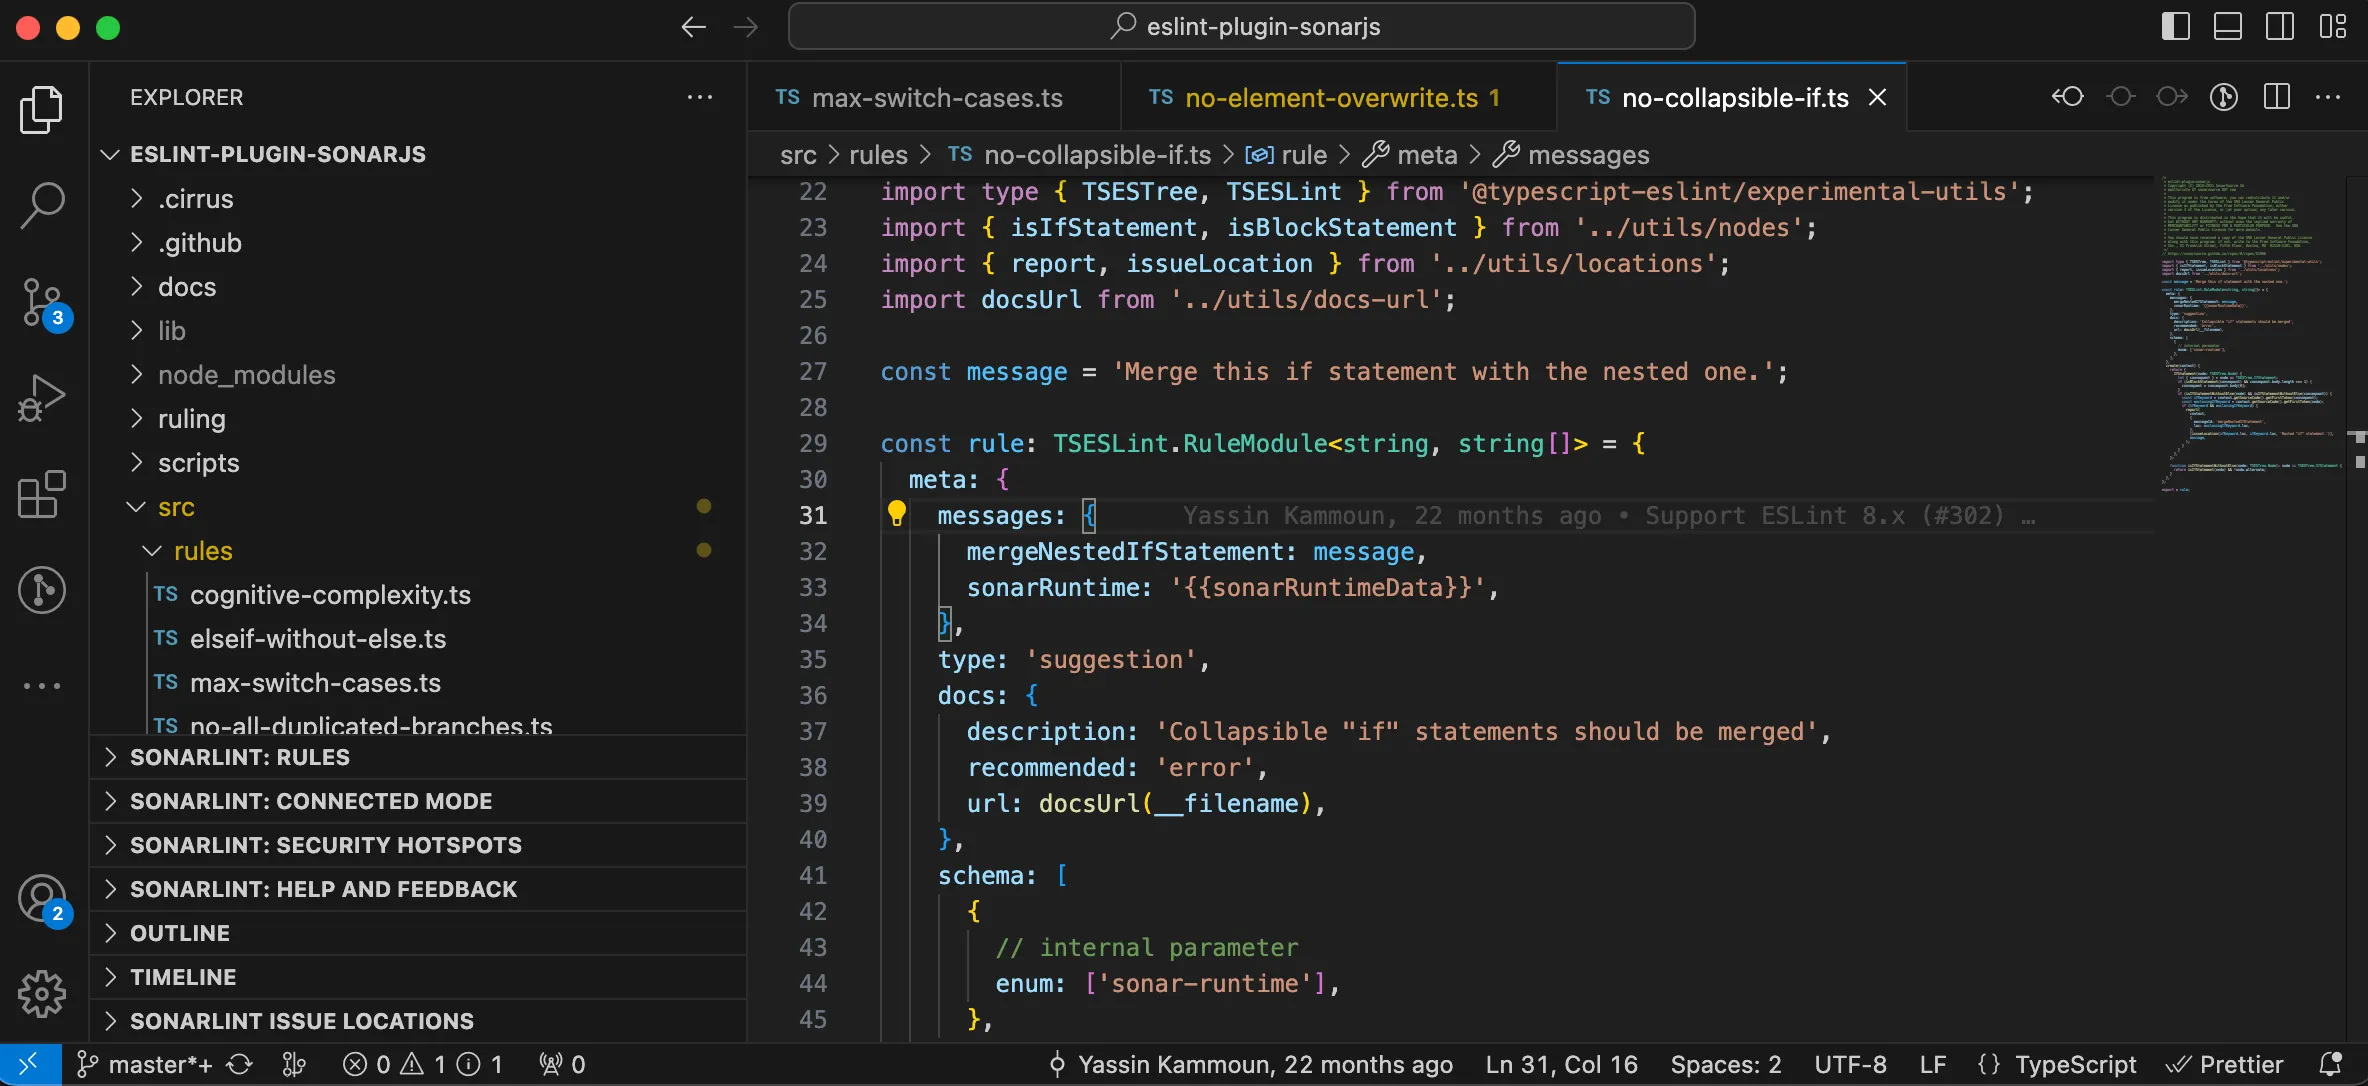 eslint-plugin-sonarjs
EXPLORER
ESLINT-PLUGIN-SONARJS
.cirrus
.github
docs
lib
node_modules
ruling
scripts
src
rules
TS cognitive-complexity.ts
TS elseif-without-else.ts
TS max-switch-cases.ts
TS no-all-duplicated-branches.ts
SONARLINT: RULES
SONARLINT: CONNECTED MODE
SONARLINT: SECURITY HOTSPOTS
SONARLINT: HELP AND FEEDBACK
OUTLINE
TIMELINE
SONARLINT ISSUE LOCATIONS
3
2
TS max-switch-cases.ts
TS no-element-overwrite.ts 1
TS no-collapsible-if.ts
src > rules > TS no-collapsible-if.ts > rule > meta > messages
22 import type { TSESTree, TSESLint } from '@typescript-eslint/experimental-utils';
23 import { isIfStatement, isBlockStatement } from '../utils/nodes';
24 import { report, issueLocation } from '../utils/locations';
25 import docsUrl from '../utils/docs-url';
26
27 const message = 'Merge this if statement with the nested one.';
28
29 const rule: TSESLint.RuleModule<string, string[]> = {
30 meta: {
31 messages: { Yassin Kammoun, 22 months ago • Support ESLint 8.x (#302) …
32 mergeNestedIfStatement: message,
33 sonarRuntime: '{{sonarRuntimeData}}',
34 },
35 type: 'suggestion',
36 docs: {
37 description: 'Collapsible "if" statements should be merged',
38 recommended: 'error',
39 url: docsUrl(__filename),
40 },
41 schema: [
42 {
43 // internal parameter
44 enum: ['sonar-runtime'],
45 },
master*+ 0 1 1 0 Yassin Kammoun, 22 months ago Ln 31, Col 16 Spaces: 2 UTF-8 LF {} TypeScript Prettier